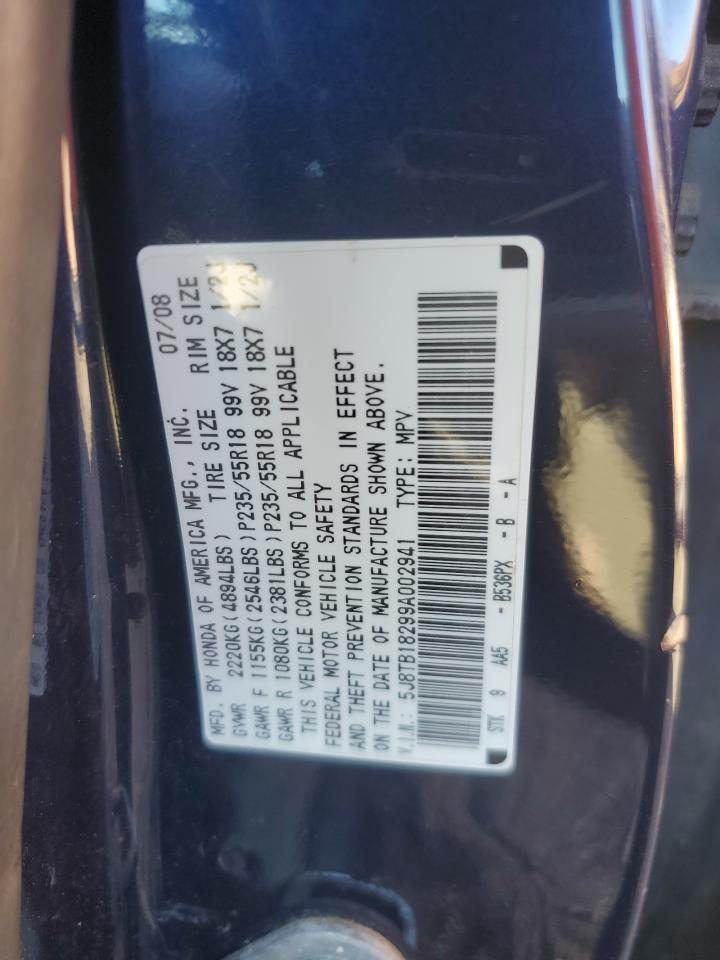 MFD. BY HONDA OF AMERICA MFG., INC. 07/08
GVWR 2220KG(4894LBS) TIRE SIZE RIM SIZE
GAWR F 1155KG(2546LBS)P235/55R18 99V 18X7 1/2J
GAWR R 1080KG(2381LBS)P235/55R18 99V 18X7 1/2J
THIS VEHICLE CONFORMS TO ALL APPLICABLE
FEDERAL MOTOR VEHICLE SAFETY
AND THEFT PREVENTION STANDARDS IN EFFECT
ON THE DATE OF MANUFACTURE SHOWN ABOVE.
V.I.N.: 5J8TB18299A002941 TYPE: MPV
STK 9 AA5 - B536PX - B - A